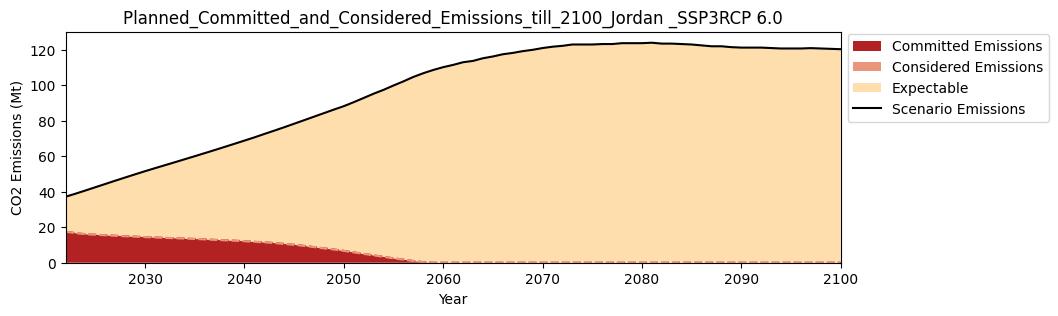 Planned_Committed_and_Considered_Emissions_till_2100_Jordan _SSP3RCP 6.0
Committed Emissions
Considered Emissions
Expectable
Scenario Emissions
CO2 Emissions (Mt)
120
100
80
60
40
20
0
2030
2040
2050
2060
2070
2080
2090
2100
Year